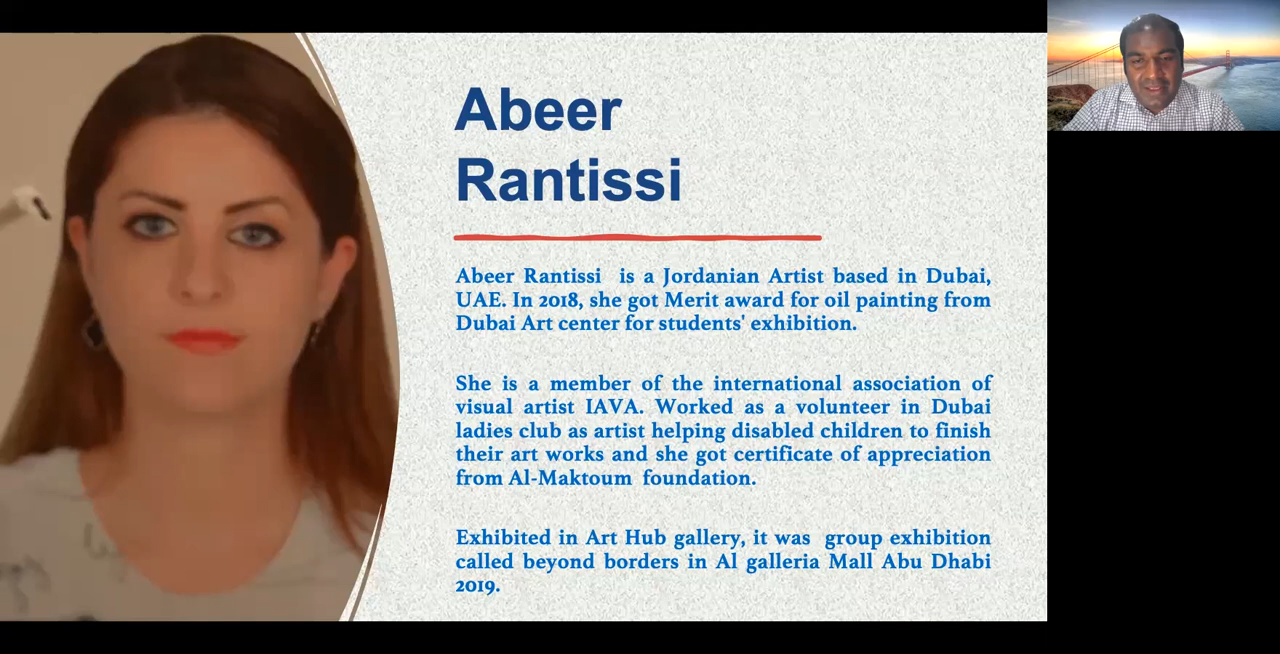 Abeer
Rantissi
Abeer Rantissi is a Jordanian Artist based in Dubai,
UAE. In 2018, she got Merit award for oil painting from
Dubai Art center for students' exhibition.
She is a member of the international association of
visual artist IAVA. Worked as a volunteer in Dubai
ladies club as artist helping disabled children to finish
their art works and she got certificate of appreciation
from Al-Maktoum foundation.
Exhibited in Art Hub gallery, it was group exhibition
called beyond borders in Al galleria Mall Abu Dhabi
2019.